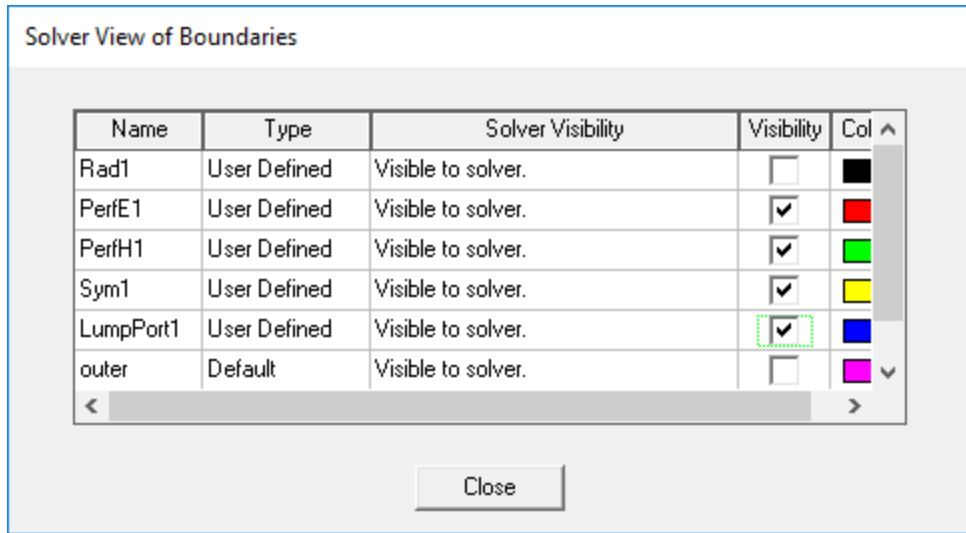 Solver View of Boundaries
Name Type Solver Visibility Visibility Col
Rad1 User Defined Visible to solver.
PerfE1 User Defined Visible to solver.
PerfH1 User Defined Visible to solver.
Sym1 User Defined Visible to solver.
LumpPort1 User Defined Visible to solver.
outer Default Visible to solver.
Close